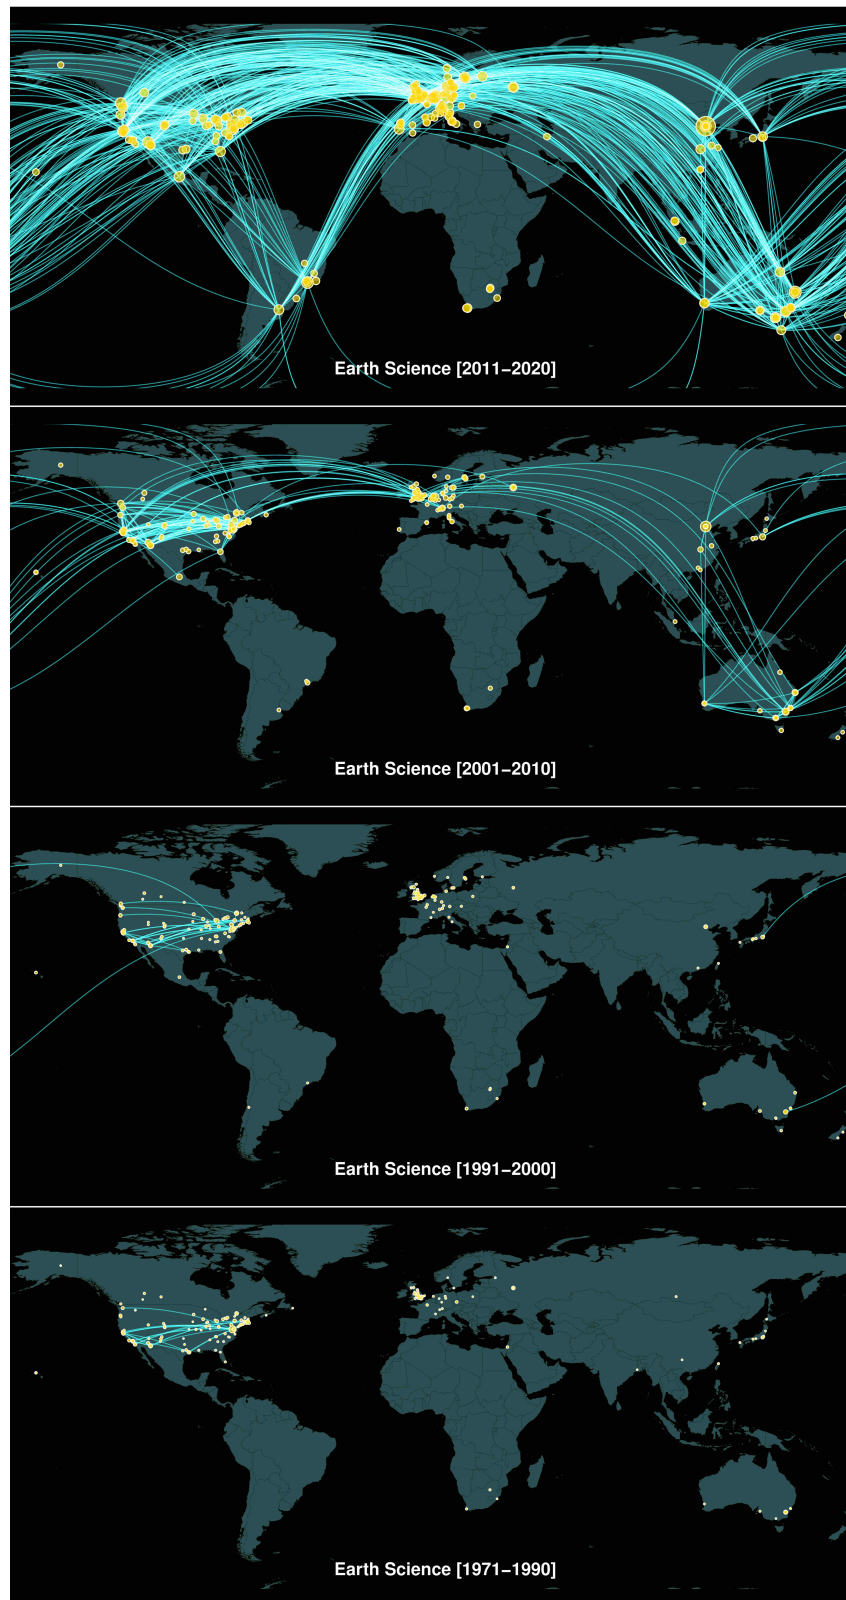 Earth Science [2011−2020]
Earth Science [2001−2010]
Earth Science [1991−2000]
Earth Science [1971−1990]